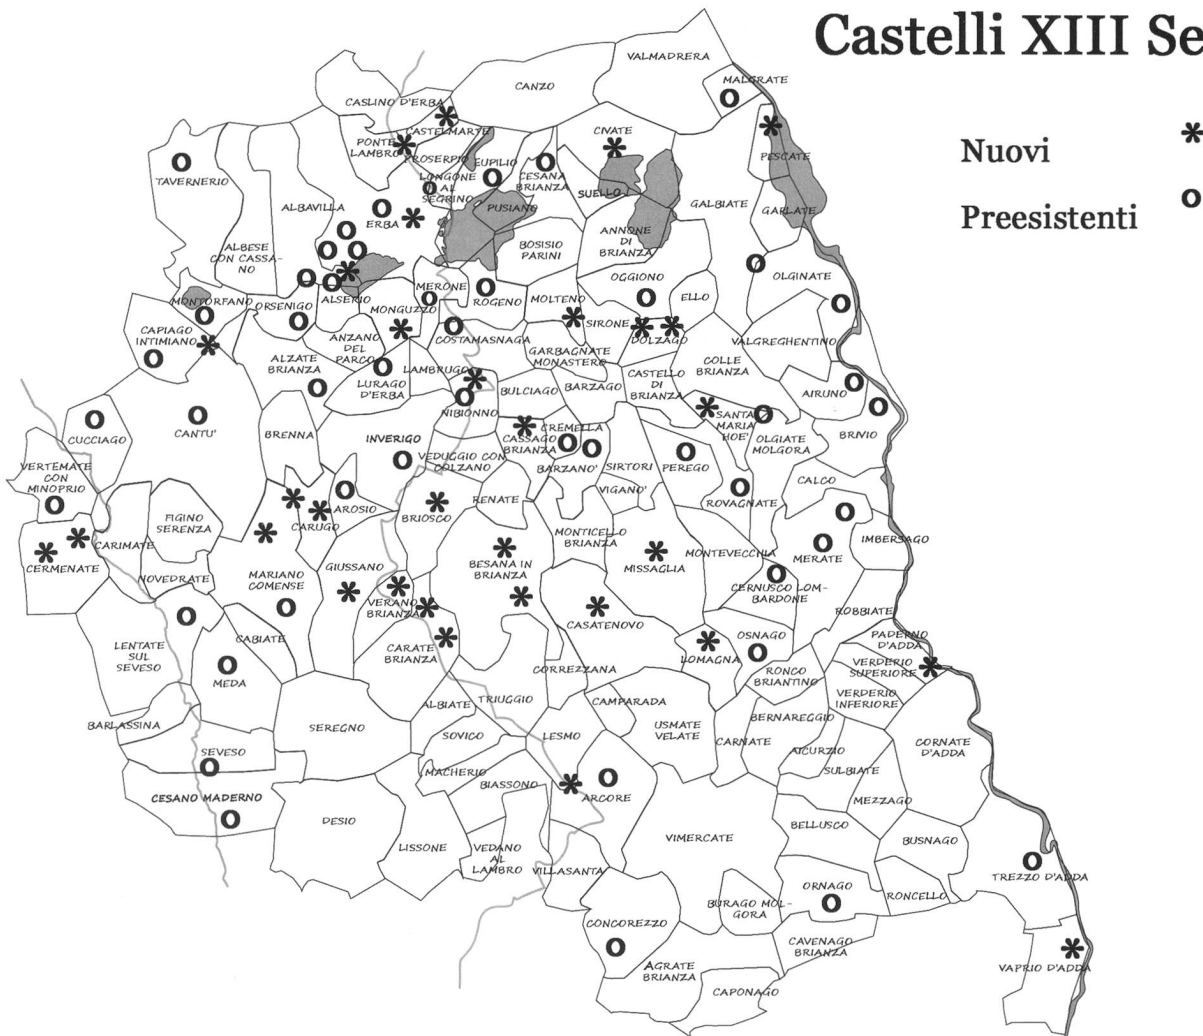 Castelli XIII Se
Nuovi *
Preesistenti o
VALMADRERA
MALGRATE
CANZO
CASLINO D'ERBA
CASTELMARTE
CIVATE
PONTE
LAMBRO
PROSERPIO
EUPILIO
CESANA
BRIANZA
PESCATE
TAVERNERIO
LONGONE
AL
SEGRINO
SUELLO
GALBIATE
GARLATE
ALBAVILLA
ERBA
PUSIANO
ALBESE
CON CASSA-
NO
BOSISIO
PARINI
ANNONE
DI
BRIANZA
OGGIONO
OLGINATE
MONTORFANO
ORSENIGO
ALSERIO
MERONE
ROGENO
MOLTENO
ELLO
MONGUZZO
SIRONE
DOLZAGO
CAPIAGO
INTIMIANO
ANZANO
DEL
PARCO
COSTAMASNAGA
VALGREGHENTINO
ALZATE
BRIANZA
GARBAGNATE
MONASTERO
COLLE
BRIANZA
LURAGO
D'ERBA
LAMBRUGO
BULCIAGO
BARZAGO
CASTELLO
DI
BRIANZA
AIRUNO
CUCCIAGO
CANTU'
BRENNA
NIBIONNO
CREMELLA
SANTA
MARIA
HOE'
OLGIATE
MOLGORA
BRIVIO
INVERIGO
CASSAGO
BRIANZA
VERTEMATE
CON
MINOPRIO
VEDUGGIO CON
COLZANO
BARZANO'
SIRTORI
PEREGO
CALCO
RENATE
VIGANO'
ROVAGNATE
FIGINO
SERENZA
CARUGO
AROSIO
BRIOSCO
MONTICELLO
BRIANZA
IMBERSAGO
CARIMATE
MISSAGLIA
MONTEVECCHIA
MERATE
CERMENATE
NOVEDRATE
MARIANO
COMENSE
GIUSSANO
BESANA IN
BRIANZA
CERNUSCO LOM-
BARDONE
VERANO
BRIANZA
CASATENOVO
ROBBIATE
LENTATE
SUL
SEVESO
CABIATE
CARATE
BRIANZA
LOMAGNA
OSNAGO
PADERNO
D'ADDA
MEDA
CORREZZANA
RONCO
BRIANTINO
VERDERIO
SUPERIORE
BARLASSINA
SEREGNO
ALBIATE
TRIUGGIO
CAMPARADA
VERDERIO
INFERIORE
BERNAREGGIO
USMATE
VELATE
SEVESO
SOVICO
LESMO
CARNATE
AICURZIO
CORNATE
D'ADDA
MACHERIO
BIASSONO
SULBIATE
CESANO MADERNO
ARCORE
MEZZAGO
DESIO
BELLUSCO
VIMERCATE
BUSNAGO
LISSONE
VEDANO
AL
LAMBRO
VILLASANTA
TREZZO D'ADDA
ORNAGO
RONCELLO
BURAGO MOL-
GORA
CONCOREZZO
CAVENAGO
BRIANZA
AGRATE
BRIANZA
VAPRIO D'ADDA
CAPONAGO